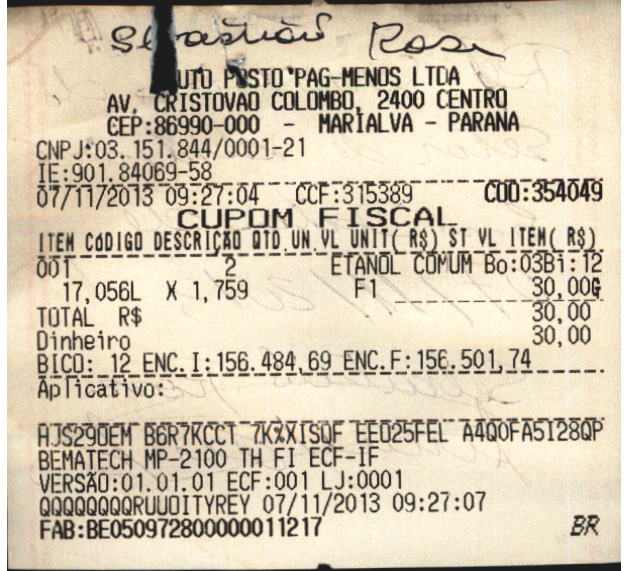 Sebastião Rosa
AUTO POSTO PAG-MENOS LTDA
AV. CRISTOVAO COLOMBO, 2400 CENTRO
CEP:86990-000 - MARIALVA - PARANA
CNPJ:03.151.844/0001-21
IE:901.84069-58
07/11/2013 09:27:04 CCF:315389 COO:354049
CUPOM FISCAL
ITEM CÓDIGO DESCRIÇÃO QTD.UN.VL UNIT( R$) ST VL ITEM( R$)
001 2 ETANOL COMUM Bo:03Bi:12
17,056L X 1,759 F1 30,00G
TOTAL R$ 30,00
Dinheiro 30,00
BICO: 12 ENC.I:156.484,69 ENC.F:156.501,74
Aplicativo:
HJS290EM B6R7KCCT 7K%XISQF EEO25FEL A4Q0FA5I28QP
BEMATECH MP-2100 TH FI ECF-IF
VERSÃO:01.01.01 ECF:001 LJ:0001
QQQQQQQQRUUOITYREY 07/11/2013 09:27:07
FAB:BE050972800000011217 BR